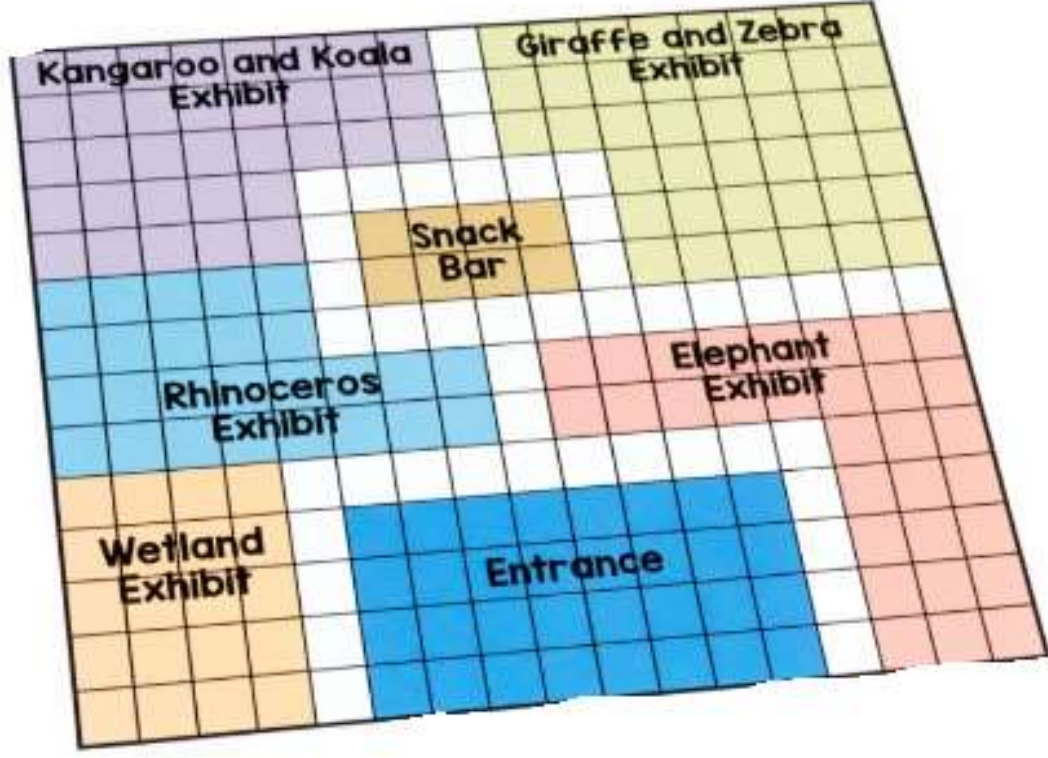 Kangaroo and Koala
Exhibit
Giraffe and Zebra
Exhibit
Snack
Bar
Rhinoceros
Exhibit
Elephant
Exhibit
Wetland
Exhibit
Entrance